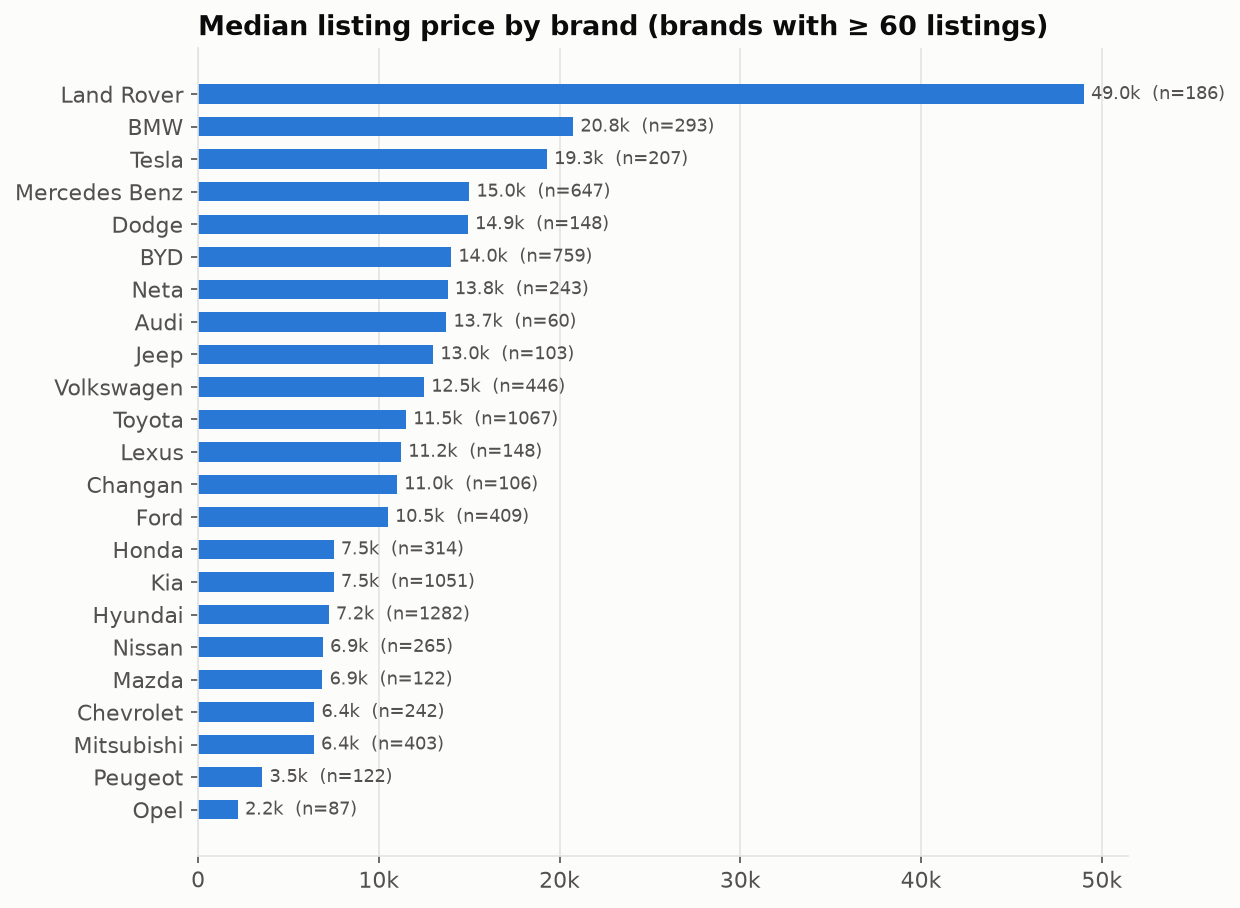 Median listing price by brand (brands with ≥ 60 listings)
Land Rover 49.0k (n=186)
BMW 20.8k (n=293)
Tesla 19.3k (n=207)
Mercedes Benz 15.0k (n=647)
Dodge 14.9k (n=148)
BYD 14.0k (n=759)
Neta 13.8k (n=243)
Audi 13.7k (n=60)
Jeep 13.0k (n=103)
Volkswagen 12.5k (n=446)
Toyota 11.5k (n=1067)
Lexus 11.2k (n=148)
Changan 11.0k (n=106)
Ford 10.5k (n=409)
Honda 7.5k (n=314)
Kia 7.5k (n=1051)
Hyundai 7.2k (n=1282)
Nissan 6.9k (n=265)
Mazda 6.9k (n=122)
Chevrolet 6.4k (n=242)
Mitsubishi 6.4k (n=403)
Peugeot 3.5k (n=122)
Opel 2.2k (n=87)
0 10k 20k 30k 40k 50k